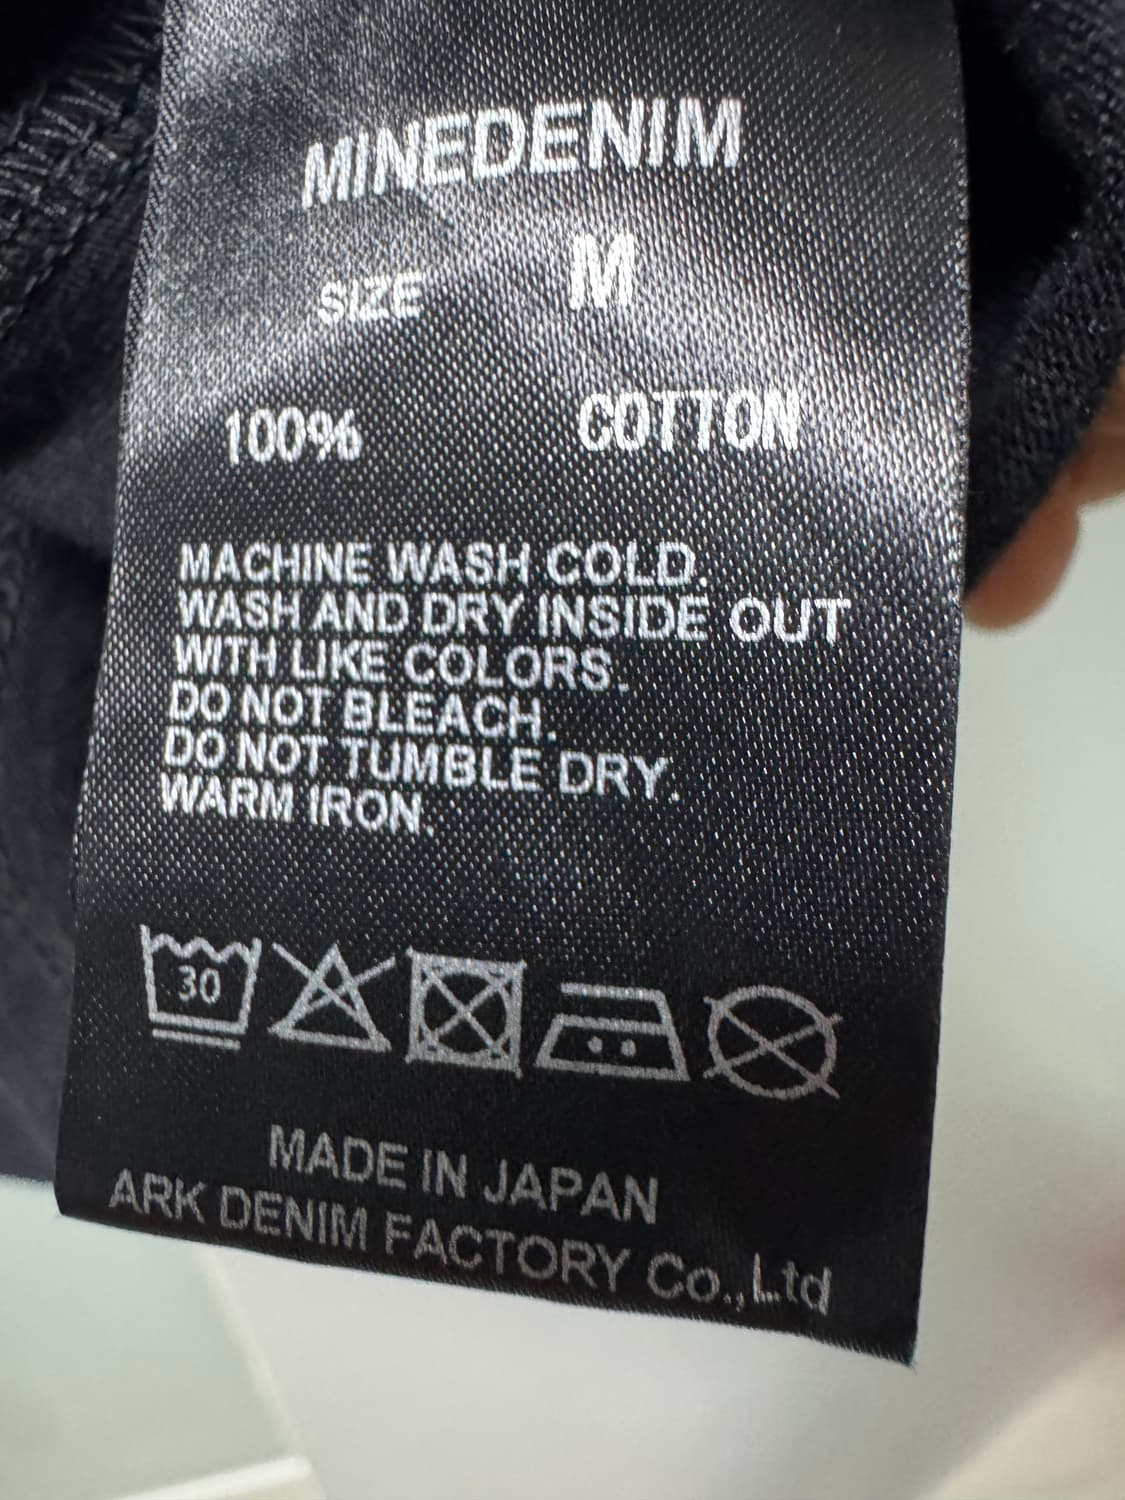 MINEDENIM
SIZE M
100% COTTON
MACHINE WASH COLD.
WASH AND DRY INSIDE OUT
WITH LIKE COLORS.
DO NOT BLEACH.
DO NOT TUMBLE DRY.
WARM IRON.
30
MADE IN JAPAN
ARK DENIM FACTORY Co.,Ltd